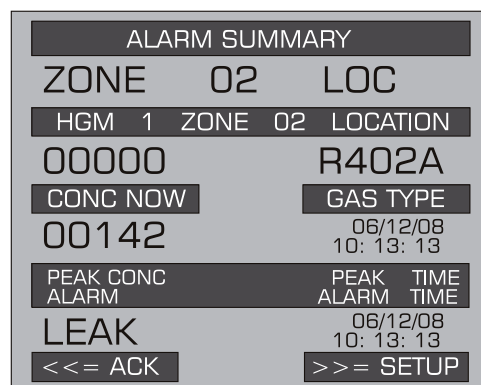 ALARM SUMMARY
ZONE 02 LOC
HGM 1 ZONE 02 LOCATION
00000 R402A
CONC NOW GAS TYPE
00142 06/12/08
10: 13: 13
PEAK CONC PEAK TIME
ALARM ALARM TIME
LEAK 06/12/08
10: 13: 13
<<= ACK >>= SETUP